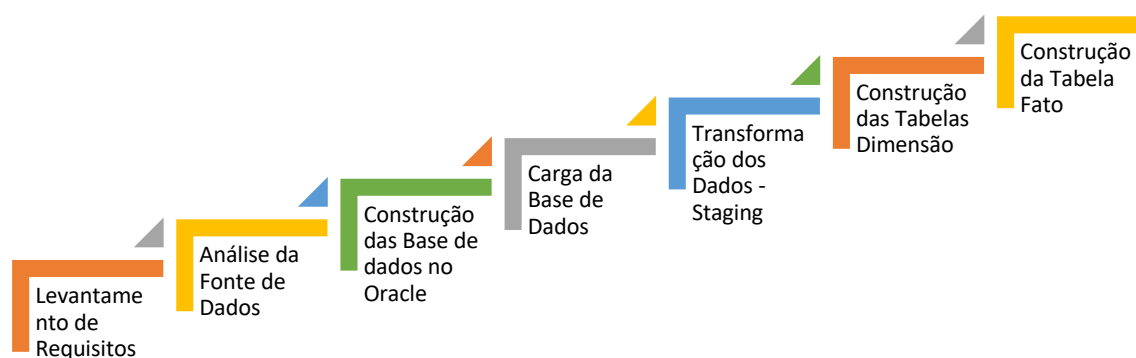 Levantame
nto de
Requisitos
Análise da
Fonte de
Dados
Construção
das Base de
dados no
Oracle
Carga da
Base de
Dados
Transforma
ção dos
Dados -
Staging
Construção
das Tabelas
Dimensão
Construção
da Tabela
Fato